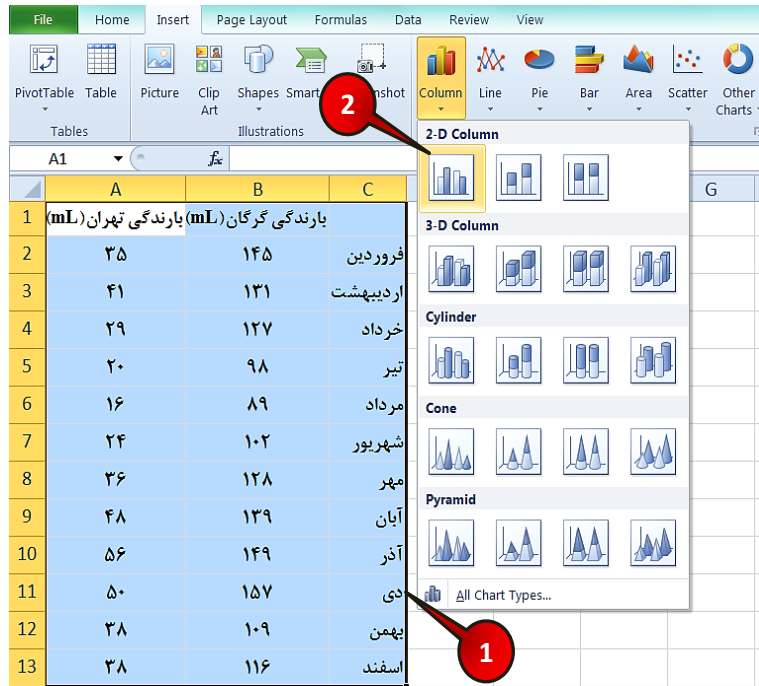 File Home Insert Page Layout Formulas Data Review View
PivotTable Table Picture Clip Art Shapes Smart nshot Column Line Pie Bar Area Scatter Other Charts
Tables Illustrations
2
2-D Column
A1 fx
A B C G
1 بارندگی تهران(mL) بارندگی گرگان(mL)
2 ۳۵ ۱۴۵ فروردین
3 ۴۱ ۱۳۱ اردیبهشت
4 ۲۹ ۱۲۷ خرداد
5 ۲۰ ۹۸ تیر
6 ۱۶ ۸۹ مرداد
7 ۲۴ ۱۰۲ شهریور
8 ۳۶ ۱۲۸ مهر
9 ۴۸ ۱۳۹ آبان
10 ۵۶ ۱۴۹ آذر
11 ۵۰ ۱۵۷ دی
12 ۳۸ ۱۰۹ بهمن
13 ۳۸ ۱۱۶ اسفند
3-D Column
Cylinder
Cone
Pyramid
All Chart Types...
1